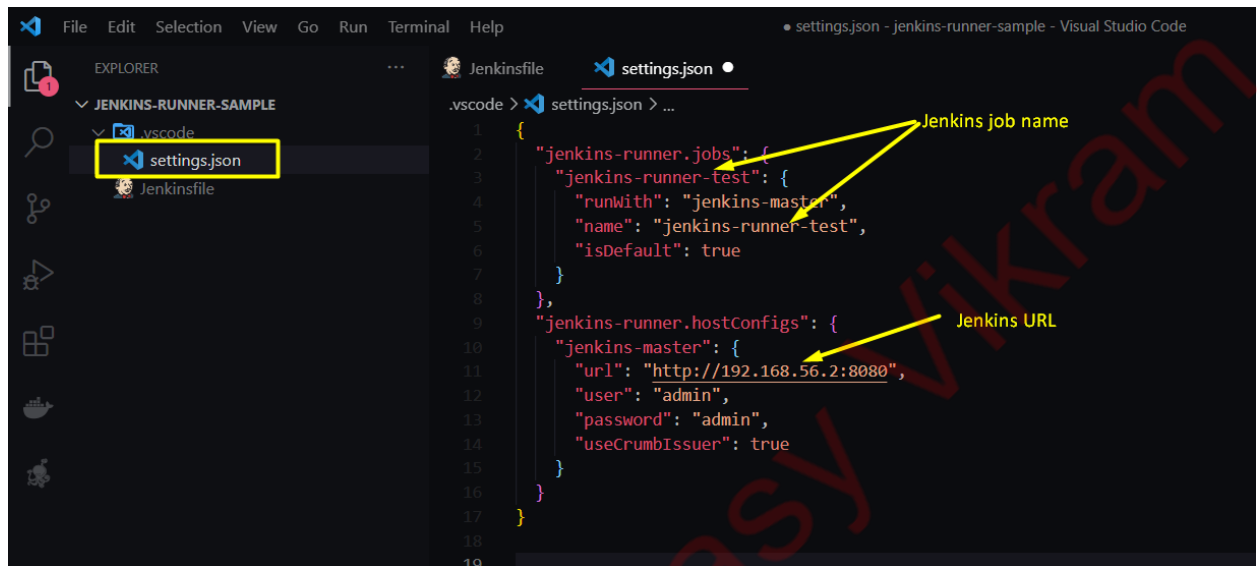 File Edit Selection View Go Run Terminal Help
● settings.json - jenkins-runner-sample - Visual Studio Code
EXPLORER ...
1
JENKINS-RUNNER-SAMPLE
.vscode
settings.json
Jenkinsfile
Jenkinsfile settings.json ●
.vscode > settings.json > ...
Jenkins job name
1 {
2 "jenkins-runner.jobs": {
3 "jenkins-runner-test": {
4 "runWith": "jenkins-master",
5 "name": "jenkins-runner-test",
6 "isDefault": true
7 }
8 },
9 "jenkins-runner.hostConfigs": {
Jenkins URL
10 "jenkins-master": {
11 "url": "http://192.168.56.2:8080",
12 "user": "admin",
13 "password": "admin",
14 "useCrumbIssuer": true
15 }
16 }
17 }
18
19
asy Vikram